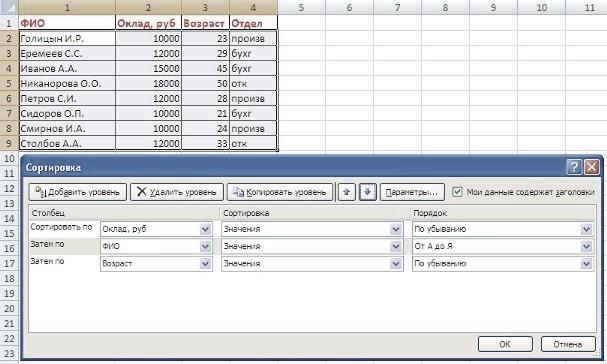 1 2 3 4 5 6 7 8 9 10 11
1 ФИО Оклад, руб Возраст Отдел
2 Голицын И.Р. 10000 23 произв
3 Еремеев С.С. 12000 29 бухг
4 Иванов А.А. 15000 45 бухг
5 Никанорова О.О. 18000 50 отк
6 Петров С.И. 12000 28 произв
7 Сидоров О.П. 10000 21 бухг
8 Смирнов И.А. 10000 24 произв
9 Столбов А.А. 12000 33 отк
10
11 Сортировка
12
13 Добавить уровень Удалить уровень Копировать уровень Параметры... Мои данные содержат заголовки
14 Столбец Сортировка Порядок
15 Сортировать по Оклад, руб Значения По убыванию
16 Затем по ФИО Значения От А до Я
17 Затем по Возраст Значения По убыванию
18
19
20
21
22 ОК Отмена
23